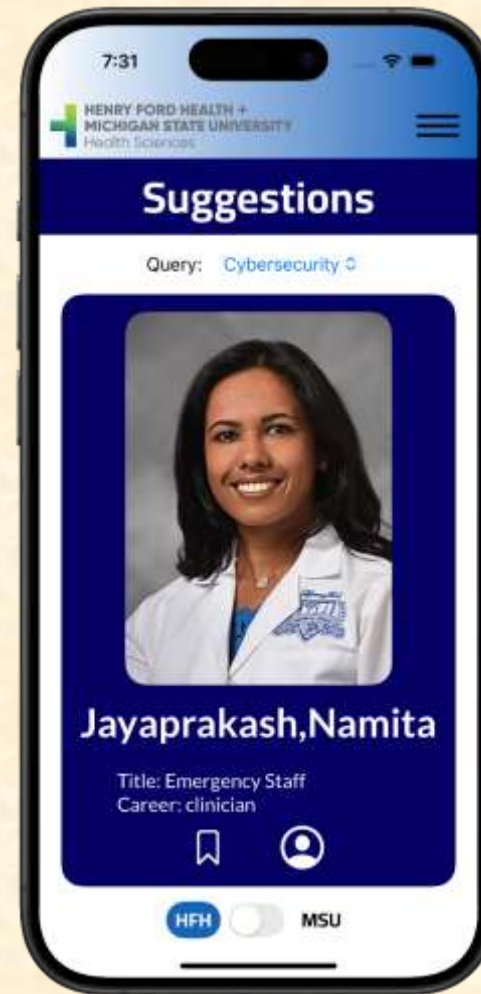 7:31
HENRY FORD HEALTH +
MICHIGAN STATE UNIVERSITY
Health Sciences
Suggestions
Query: Cybersecurity
Jayaprakash,Namita
Title: Emergency Staff
Career: clinician
HFH MSU